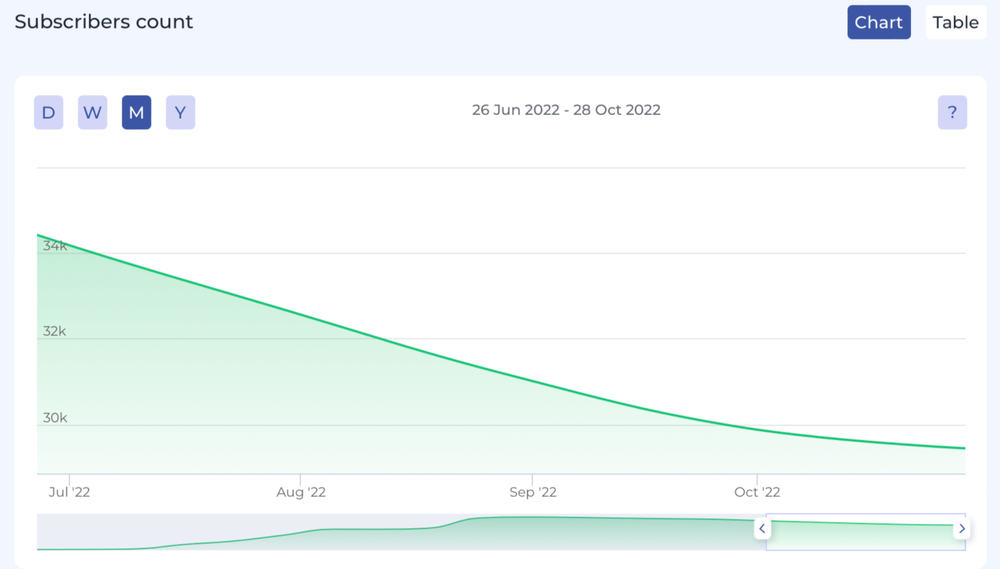 Subscribers count
Chart Table
D W M Y
26 Jun 2022 - 28 Oct 2022
?
34k
32k
30k
Jul '22 Aug '22 Sep '22 Oct '22